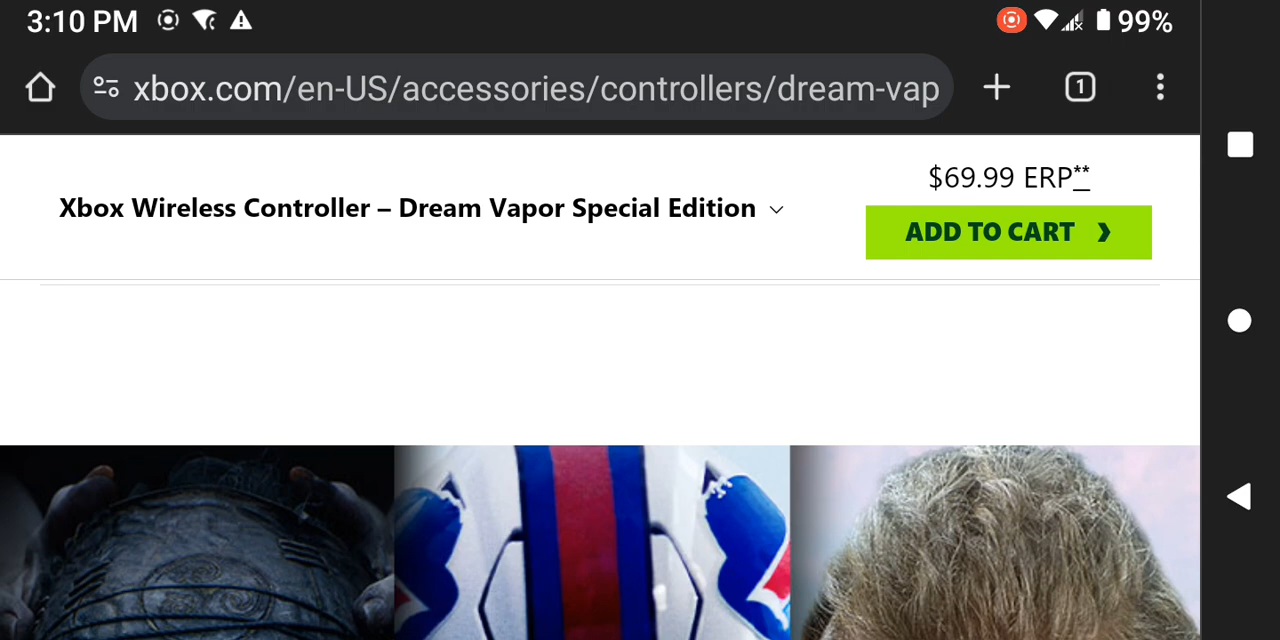 3:10 PM
99%
xbox.com/en-US/accessories/controllers/dream-vap
1
$69.99 ERP**
Xbox Wireless Controller – Dream Vapor Special Edition
ADD TO CART